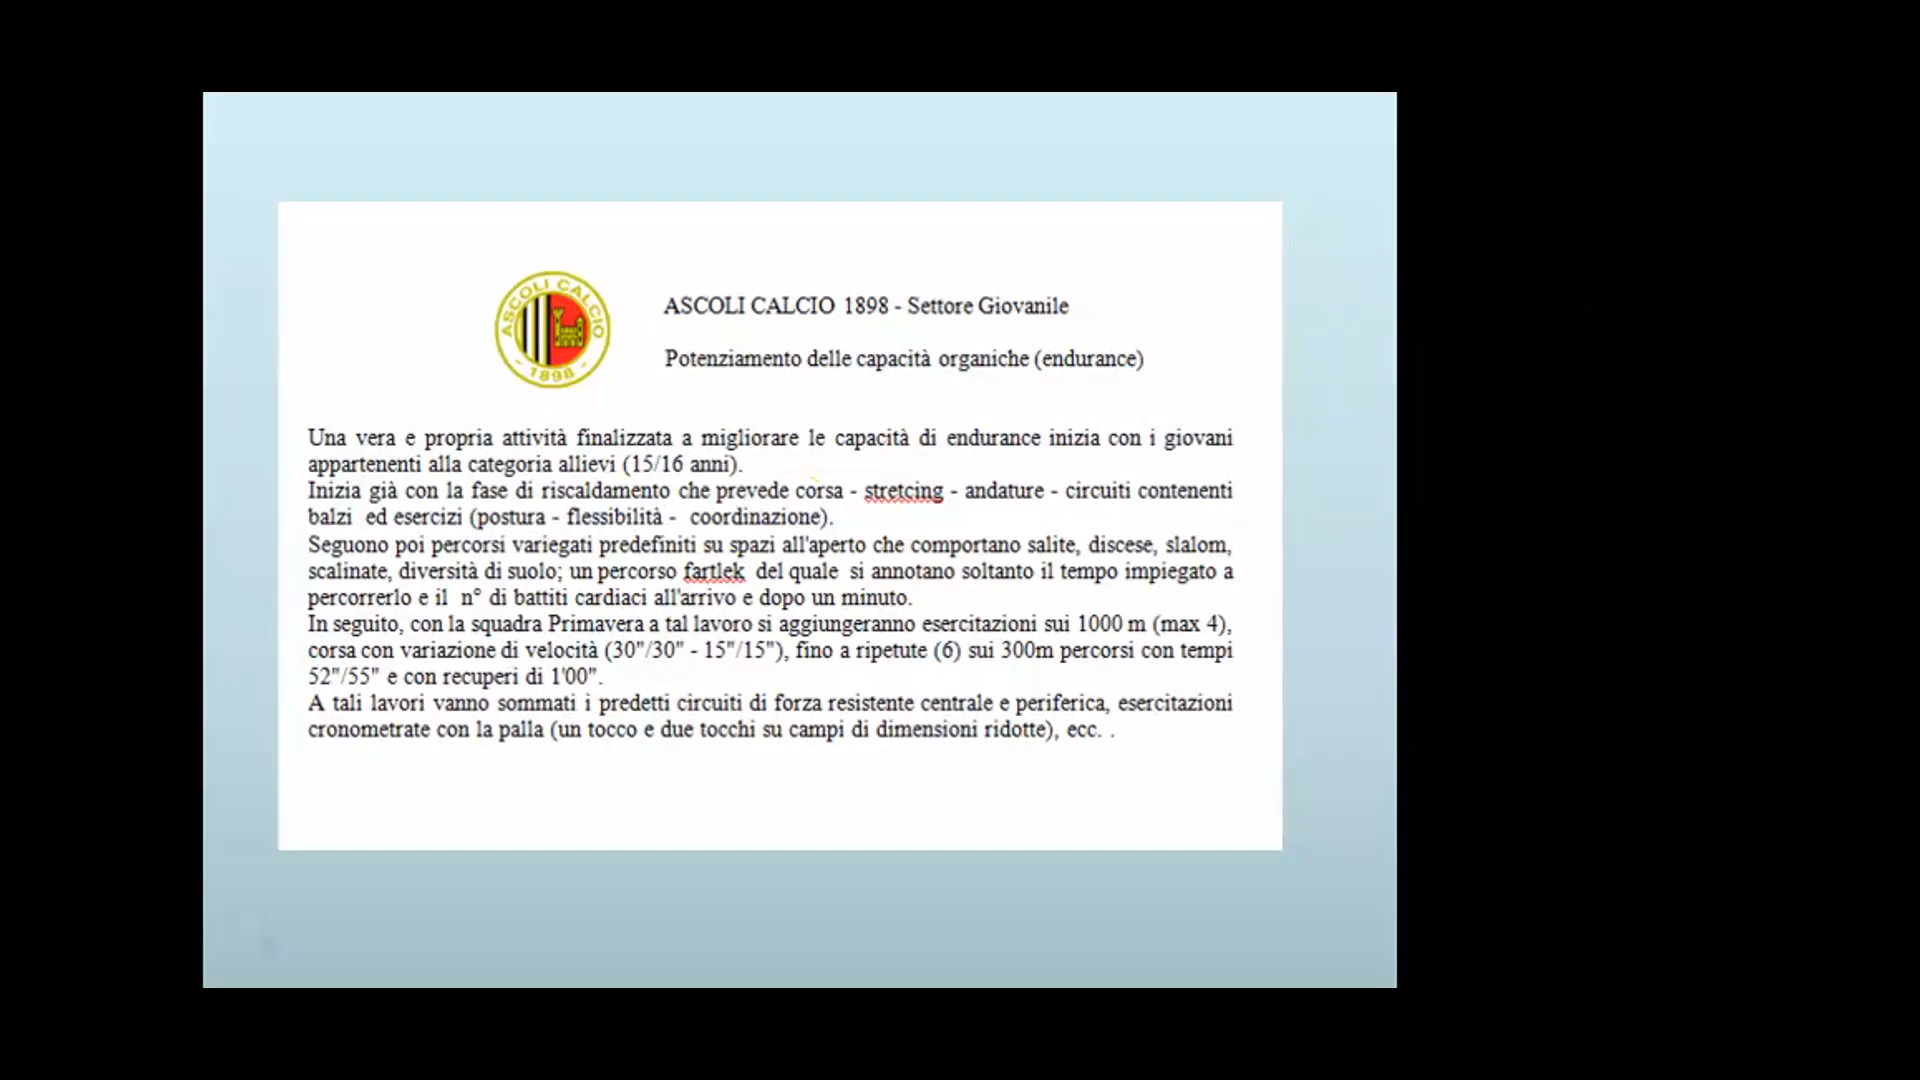 ASCOLI CALCIO
- 1898 -
ASCOLI CALCIO 1898 - Settore Giovanile
Potenziamento delle capacità organiche (endurance)
Una vera e propria attività finalizzata a migliorare le capacità di endurance inizia con i giovani
appartenenti alla categoria allievi (15/16 anni).
Inizia già con la fase di riscaldamento che prevede corsa - stretcing - andature - circuiti contenenti
balzi ed esercizi (postura - flessibilità - coordinazione).
Seguono poi percorsi variegati predefiniti su spazi all'aperto che comportano salite, discese, slalom,
scalinate, diversità di suolo; un percorso fartlek del quale si annotano soltanto il tempo impiegato a
percorrerlo e il n° di battiti cardiaci all'arrivo e dopo un minuto.
In seguito, con la squadra Primavera a tal lavoro si aggiungeranno esercitazioni sui 1000 m (max 4),
corsa con variazione di velocità (30"/30" - 15"/15"), fino a ripetute (6) sui 300m percorsi con tempi
52"/55" e con recuperi di 1'00".
A tali lavori vanno sommati i predetti circuiti di forza resistente centrale e periferica, esercitazioni
cronometrate con la palla (un tocco e due tocchi su campi di dimensioni ridotte), ecc. .